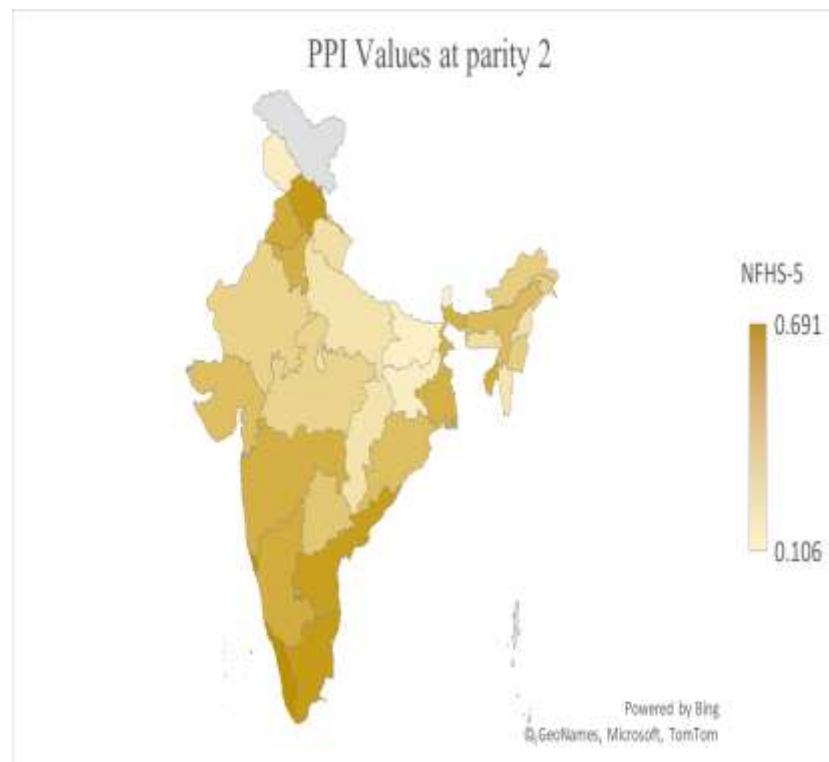 PPI Values at parity 2
NFHS-5
0.691
0.106
Powered by Bing
© GeoNames, Microsoft, TomTom